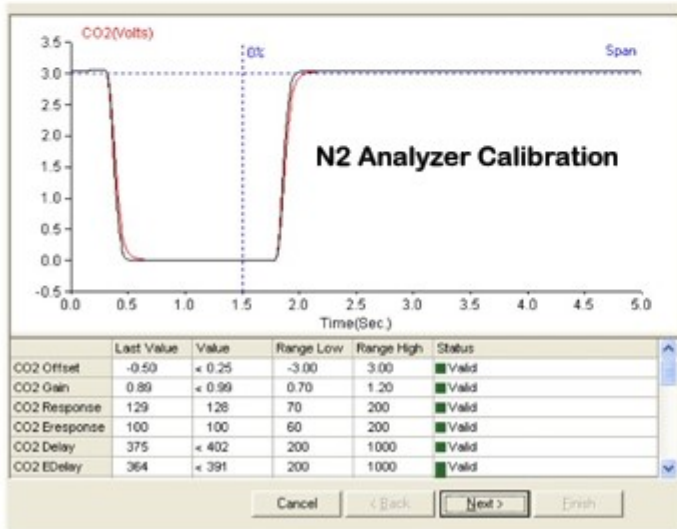 CO2(Volts)
3.5
3.0
2.5
2.0
1.5
1.0
0.5
0.0
-0.5
0%
Span
N2 Analyzer Calibration
0.0 0.5 1.0 1.5 2.0 2.5 3.0 3.5 4.0 4.5 5.0
Time(Sec.)
Last Value Value Range Low Range High Status
CO2 Offset -0.50 < 0.25 -3.00 3.00 Valid
CO2 Gain 0.89 < 0.99 0.70 1.20 Valid
CO2 Response 129 128 70 200 Valid
CO2 Eresponse 100 100 60 200 Valid
CO2 Delay 375 < 402 200 1000 Valid
CO2 EDelay 364 < 391 200 1000 Valid
Cancel < Back Next > Finish